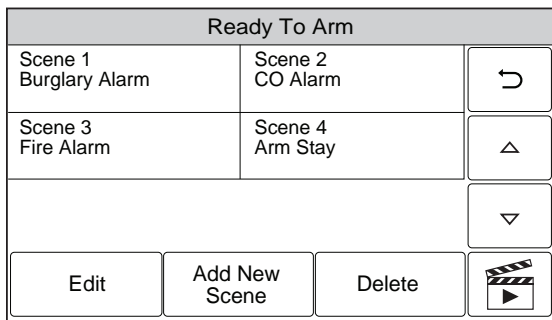 Ready To Arm
Scene 1
Burglary Alarm
Scene 2
CO Alarm
Scene 3
Fire Alarm
Scene 4
Arm Stay
Edit
Add New
Scene
Delete